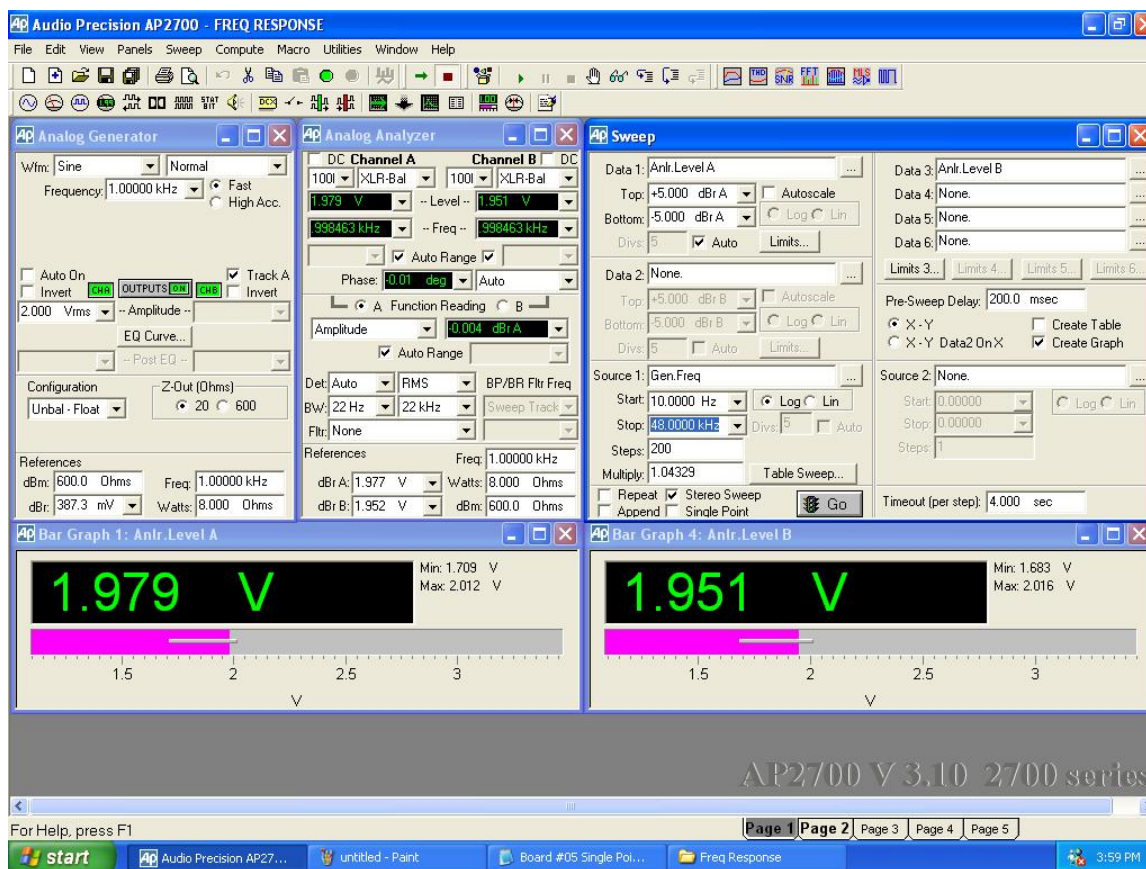 Audio Precision AP2700 - FREQ RESPONSE
File Edit View Panels Sweep Compute Macro Utilities Window Help
Analog Generator
Wfm: Sine Normal
Frequency: 1.00000 kHz Fast
High Acc.
Auto On Track A
Invert CHA OUTPUTS ON CHB Invert
2.000 Vrms -- Amplitude --
EQ Curve...
-- Post EQ --
Configuration Z-Out (Ohms)
Unbal - Float 20 600
References
dBm: 600.0 Ohms Freq: 1.00000 kHz
dBr: 387.3 mV Watts: 8.000 Ohms
Analog Analyzer
DC Channel A Channel B DC
100l XLR-Bal 100l XLR-Bal
1.979 V -- Level -- 1.951 V
.998463 kHz -- Freq -- .998463 kHz
Auto Range
Phase: -0.01 deg Auto
A Function Reading B
Amplitude -0.004 dBr A
Auto Range
Det: Auto RMS BP/BR Fltr Freq
BW: 22 Hz 22 kHz Sweep Track
Fltr: None
References Freq: 1.00000 kHz
dBr A: 1.977 V Watts: 8.000 Ohms
dBr B: 1.952 V dBm: 600.0 Ohms
Sweep
Data 1: Anlr.Level A ...
Top: +5.000 dBr A Autoscale
Bottom: -5.000 dBr A Log Lin
Divs: 5 Auto Limits...
Data 2: None. ...
Top: +5.000 dBr B Autoscale
Bottom: -5.000 dBr B Log Lin
Divs: 5 Auto Limits...
Source 1: Gen.Freq ...
Start: 10.0000 Hz Log Lin
Stop: 48.0000 kHz Divs: 5 Auto
Steps: 200
Multiply: 1.04329 Table Sweep...
Repeat Stereo Sweep
Append Single Point Go
Data 3: Anlr.Level B ...
Data 4: None. ...
Data 5: None. ...
Data 6: None. ...
Limits 3... Limits 4... Limits 5... Limits 6...
Pre-Sweep Delay: 200.0 msec
X - Y Create Table
X - Y Data2 On X Create Graph
Source 2: None. ...
Start: 0.00000 Log Lin
Stop: 0.00000
Steps: 1
Timeout (per step): 4.000 sec
Bar Graph 1: Anlr.Level A
1.979 V
Min: 1.709 V
Max: 2.012 V
1.5 2 2.5 3
V
Bar Graph 4: Anlr.Level B
1.951 V
Min: 1.683 V
Max: 2.016 V
1.5 2 2.5 3
V
AP2700 V 3.10 2700 series
For Help, press F1
Page 1 Page 2 Page 3 Page 4 Page 5
start Audio Precision AP27... untitled - Paint Board #05 Single Poi... Freq Response 3:59 PM